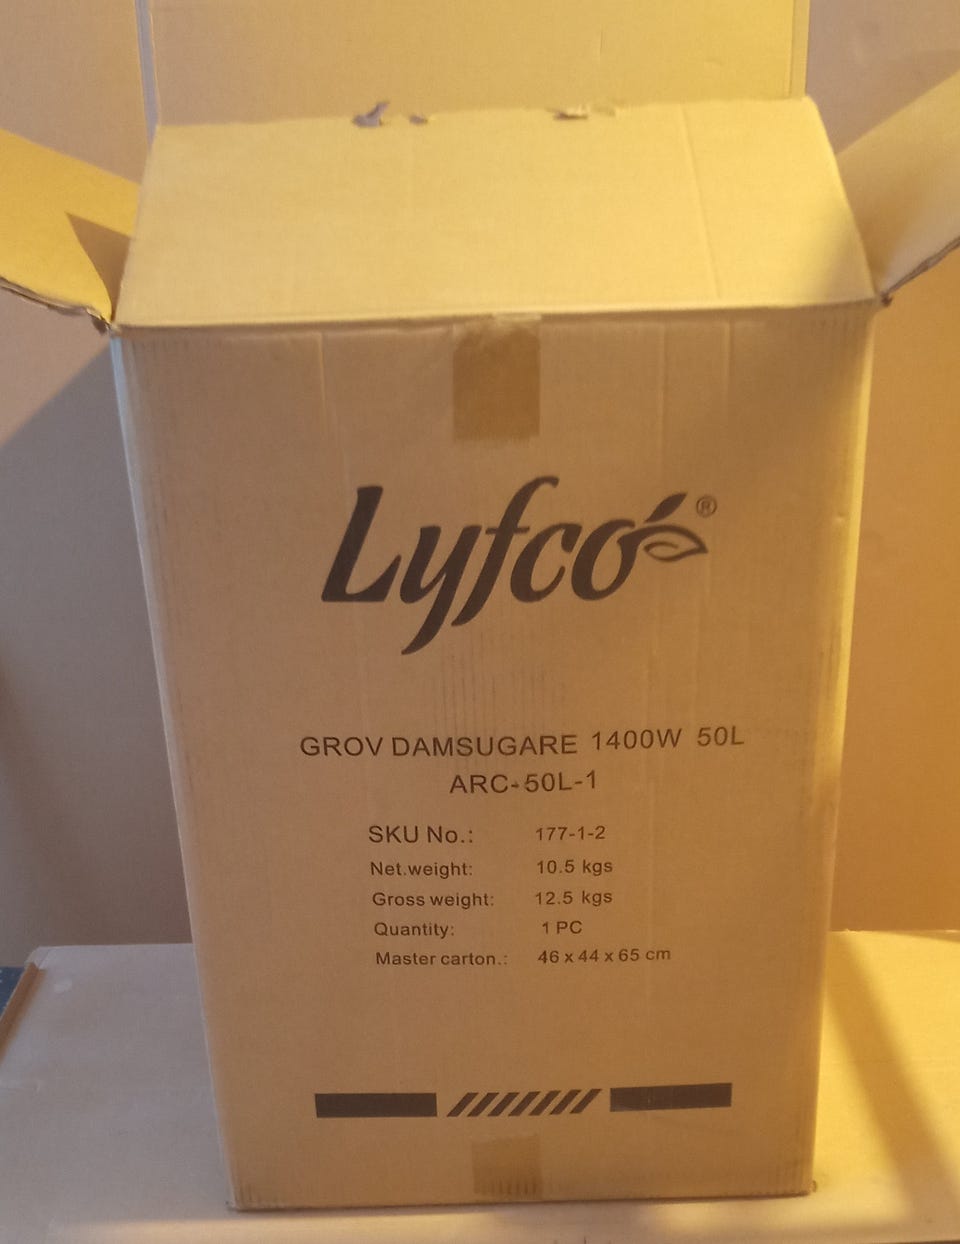 Lyfco®
GROV DAMSUGARE 1400W 50L
ARC-50L-1
SKU No.: 177-1-2
Net.weight: 10.5 kgs
Gross weight: 12.5 kgs
Quantity: 1 PC
Master carton.: 46 x 44 x 65 cm